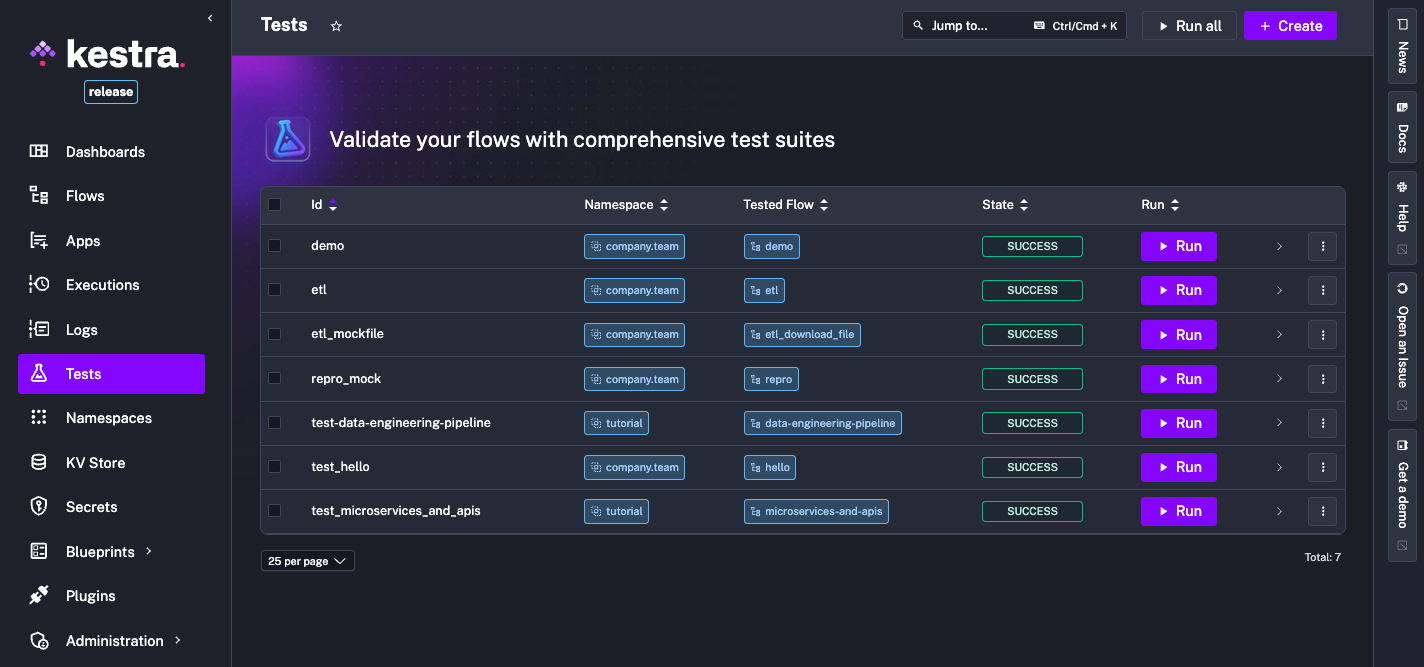 kestra.
release
Dashboards
Flows
Apps
Executions
Logs
Tests
Namespaces
KV Store
Secrets
Blueprints
Plugins
Administration
Tests
Jump to...
Ctrl/Cmd + K
Run all
+ Create
Validate your flows with comprehensive test suites
Id Namespace Tested Flow State Run
demo company.team demo SUCCESS Run
etl company.team etl SUCCESS Run
etl_mockfile company.team etl_download_file SUCCESS Run
repro_mock company.team repro SUCCESS Run
test-data-engineering-pipeline tutorial data-engineering-pipeline SUCCESS Run
test_hello company.team hello SUCCESS Run
test_microservices_and_apis tutorial microservices-and-apis SUCCESS Run
25 per page
Total: 7
News
Docs
Help
Open an Issue
Get a demo